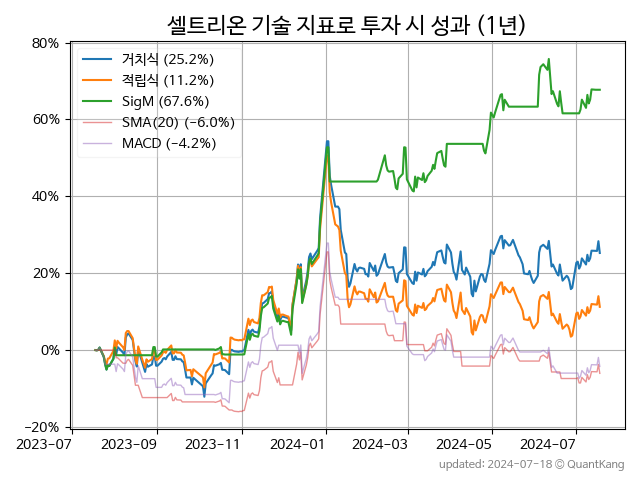 셀트리온 기술 지표로 투자 시 성과 (1년)
80%
60%
40%
20%
0%
−20%
거치식 (25.2%)
적립식 (11.2%)
SigM (67.6%)
SMA(20) (−6.0%)
MACD (−4.2%)
2023-07
2023-09
2023-11
2024-01
2024-03
2024-05
2024-07
updated: 2024-07-18 © QuantKang